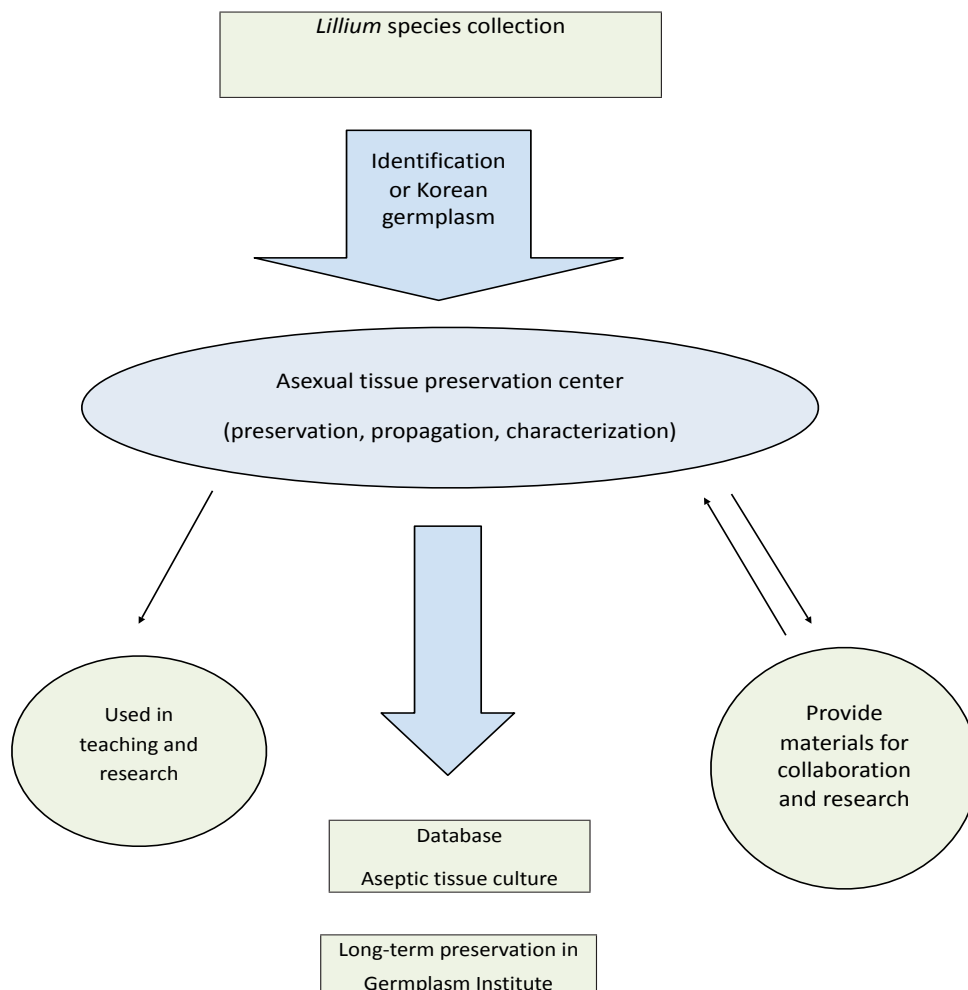 Lillium species collection
Identification
or Korean
germplasm
Asexual tissue preservation center
(preservation, propagation, characterization)
Used in
teaching and
research
Provide
materials for
collaboration
and research
Database
Aseptic tissue culture
Long-term preservation in
Germplasm Institute